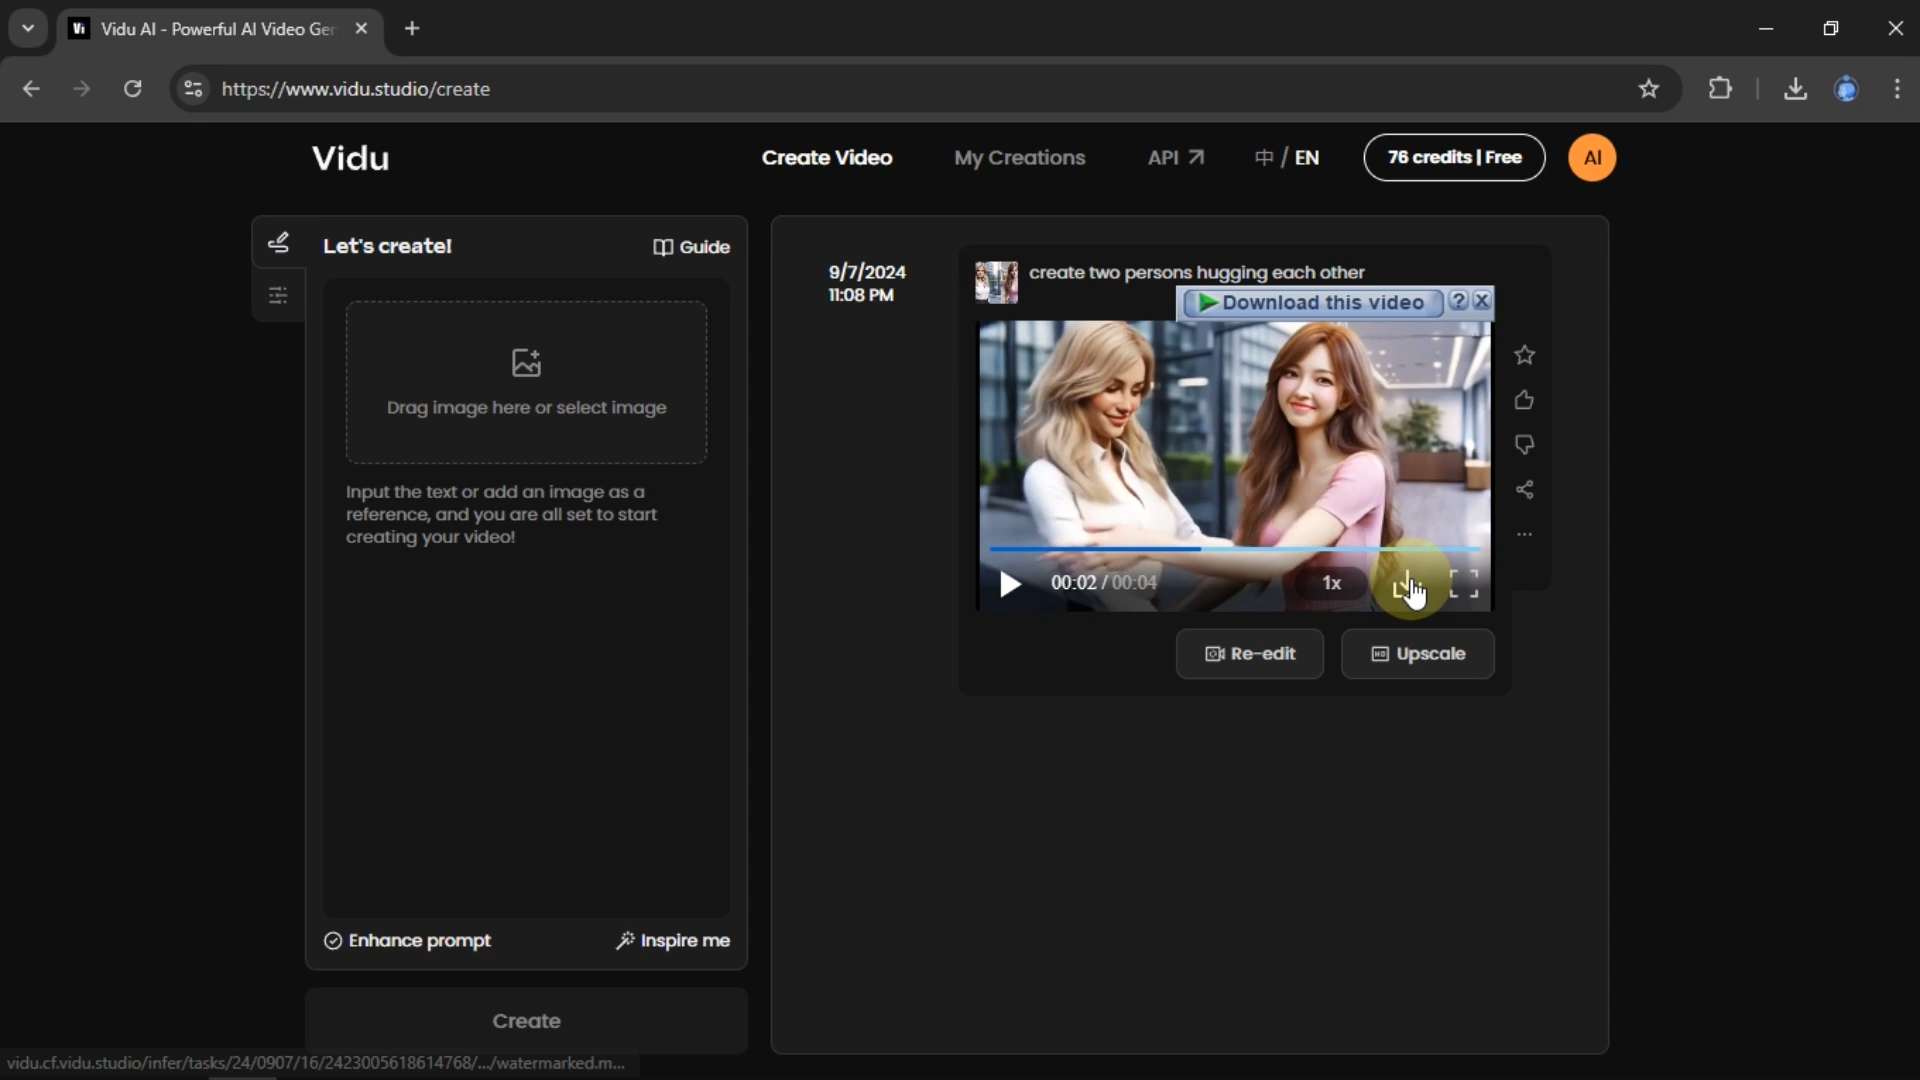 Vi Vidu AI - Powerful AI Video Gen
https://www.vidu.studio/create
Vidu
Create Video
My Creations
API
中 / EN
76 credits | Free
AI
Let's create!
Guide
Drag image here or select image
Input the text or add an image as a
reference, and you are all set to start
creating your video!
Enhance prompt
Inspire me
Create
9/7/2024
11:08 PM
create two persons hugging each other
Download this video ? X
00:02 / 00:04
1x
Re-edit
HD Upscale
vidu.cf.vidu.studio/infer/tasks/24/0907/16/2423005618614768/.../watermarked.m...